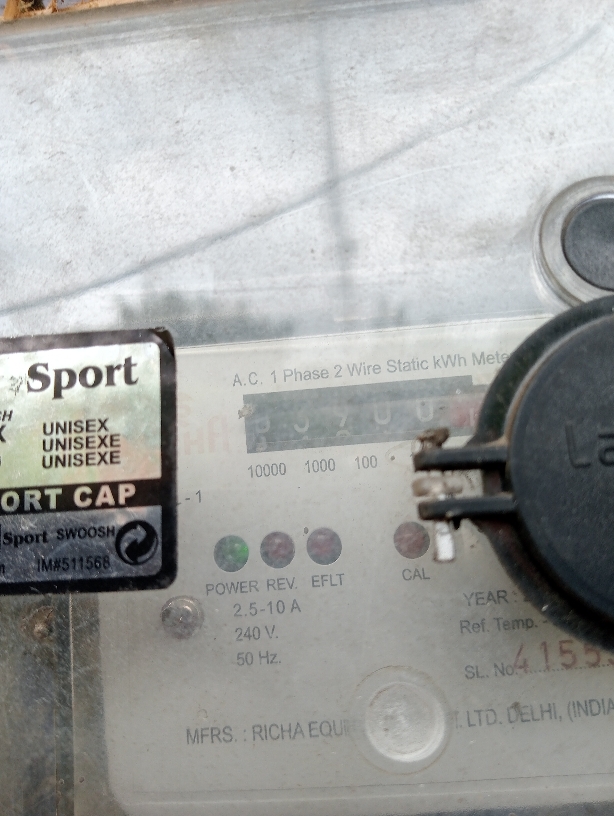 Sport
UNISEX
UNISEXE
UNISEXE
ORT CAP
Sport SWOOSH
IM#511568
A.C. 1 Phase 2 Wire Static kWh Mete
10000 1000 100
- 1
POWER REV. EFLT CAL
2.5-10 A
240 V.
50 Hz.
YEAR :
Ref. Temp. -
SL. No. 4155
MFRS. : RICHA EQUI T. LTD. DELHI, (INDIA